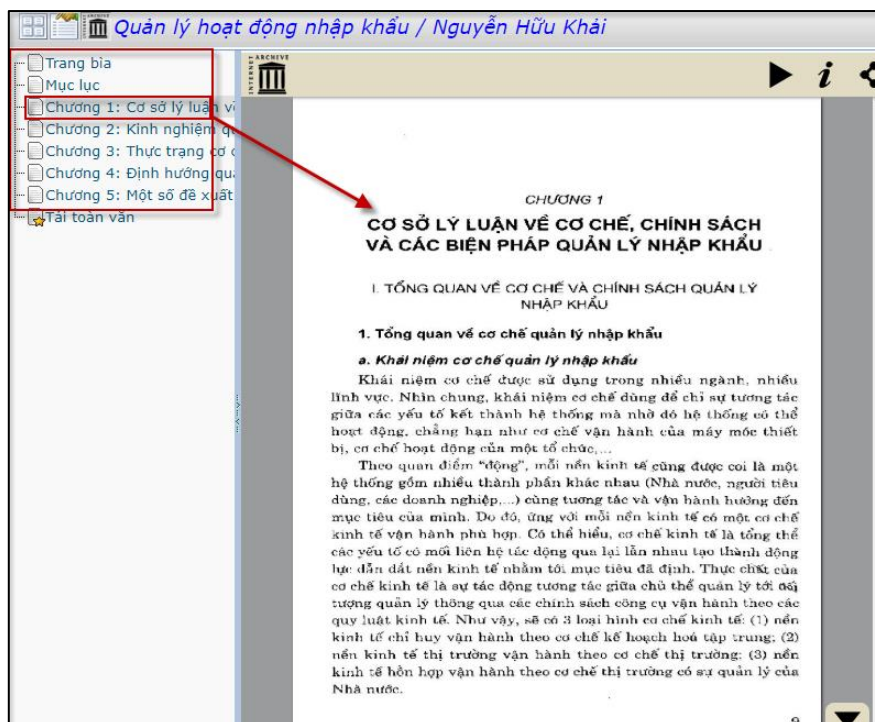 Quản lý hoạt động nhập khẩu / Nguyễn Hữu Khải
Trang bìa
Mục lục
Chương 1: Cơ sở lý luận
Chương 2: Kinh nghiệm
Chương 3: Thực trạng cơ
Chương 4: Định hướng
Chương 5: Một số đề xuất
Tải toàn văn
INTERNET ARCHIVE
CHƯƠNG 1
CƠ SỞ LÝ LUẬN VỀ CƠ CHẾ, CHÍNH SÁCH
VÀ CÁC BIỆN PHÁP QUẢN LÝ NHẬP KHẨU
I. TỔNG QUAN VỀ CƠ CHẾ VÀ CHÍNH SÁCH QUẢN LÝ
NHẬP KHẨU
1. Tổng quan về cơ chế quản lý nhập khẩu
a. Khái niệm cơ chế quản lý nhập khẩu
Khái niệm cơ chế được sử dụng trong nhiều ngành, nhiều
lĩnh vực. Nhìn chung, khái niệm cơ chế dùng để chỉ sự tương tác
giữa các yếu tố kết thành hệ thống mà nhờ đó hệ thống có thể
hoạt động, chẳng hạn như cơ chế vận hành của máy móc thiết
bị, cơ chế hoạt động của một tổ chức,...
Theo quan điểm “động”, mỗi nền kinh tế cũng được coi là một
hệ thống gồm nhiều thành phần khác nhau (Nhà nước, người tiêu
dùng, các doanh nghiệp,...) cùng tương tác và vận hành hướng đến
mục tiêu của mình. Do đó, ứng với mỗi nền kinh tế có một cơ chế
kinh tế vận hành phù hợp. Có thể hiểu, cơ chế kinh tế là tổng thể
các yếu tố có mối liên hệ tác động qua lại lẫn nhau tạo thành động
lực dẫn dắt nền kinh tế nhằm tới mục tiêu đã định. Thực chất của
cơ chế kinh tế là sự tác động tương tác giữa chủ thể quản lý tới đối
tượng quản lý thông qua các chính sách công cụ vận hành theo các
quy luật kinh tế. Như vậy, sẽ có 3 loại hình cơ chế kinh tế: (1) nền
kinh tế chỉ huy vận hành theo cơ chế kế hoạch hoá tập trung; (2)
nền kinh tế thị trường vận hành theo cơ chế thị trường; (3) nền
kinh tế hỗn hợp vận hành theo cơ chế thị trường có sự quản lý của
Nhà nước.
9